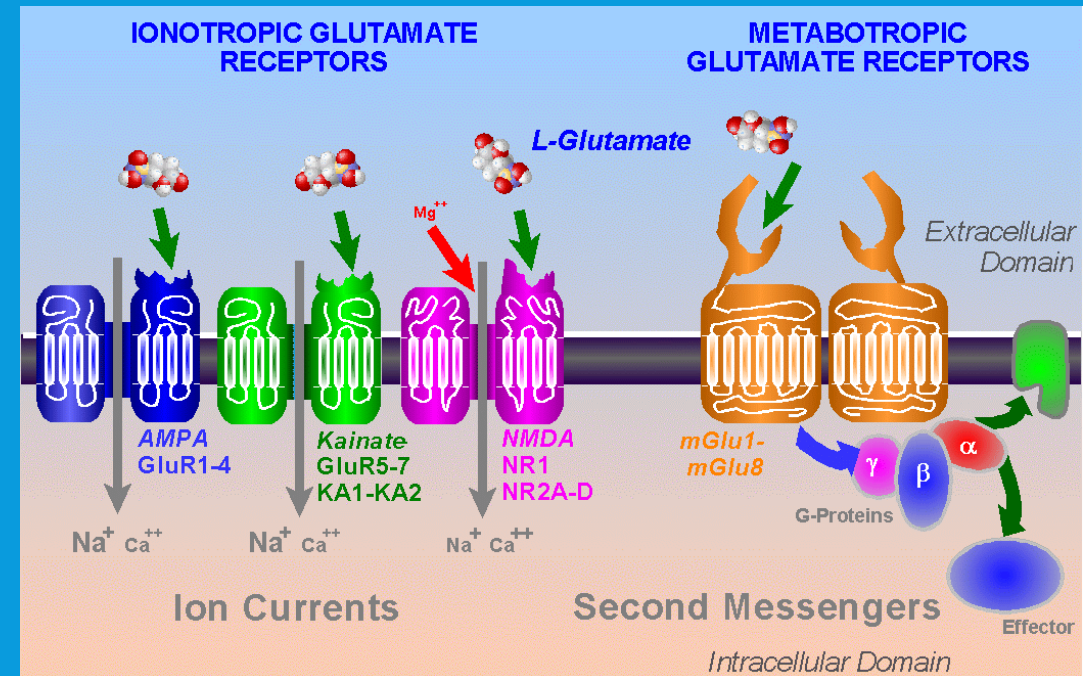 IONOTROPIC GLUTAMATE
RECEPTORS
METABOTROPIC
GLUTAMATE RECEPTORS
L-Glutamate
Mg++
Extracellular
Domain
AMPA
GluR1-4
Kainate
GluR5-7
KA1-KA2
NMDA
NR1
NR2A-D
mGlu1-
mGlu8
γ
β
α
G-Proteins
Na+ Ca++
Na+ Ca++
Na+ Ca++
Ion Currents
Second Messengers
Effector
Intracellular Domain